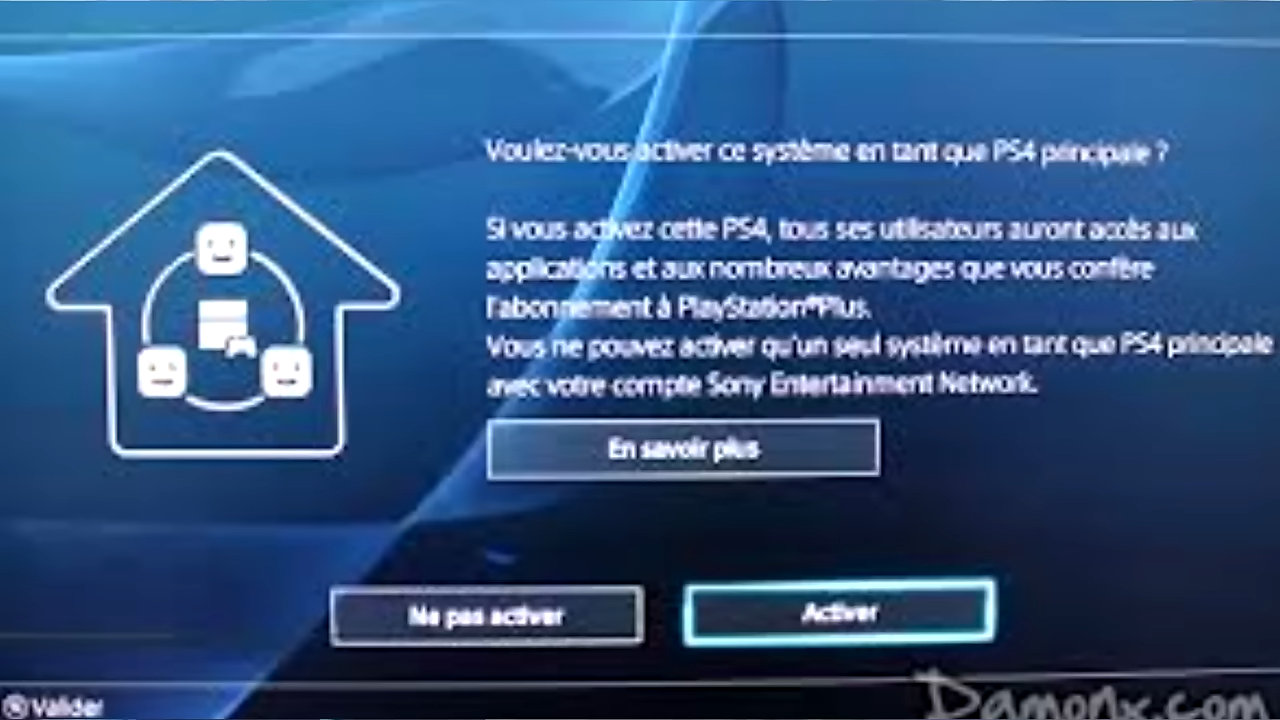 Voulez-vous activer ce système en tant que PS4 principale ?
Si vous activez cette PS4, tous ses utilisateurs auront accès aux
applications et aux nombreux avantages que vous confère
l'abonnement à PlayStation®Plus.
Vous ne pouvez activer qu'un seul système en tant que PS4 principale
avec votre compte Sony Entertainment Network.
En savoir plus
Ne pas activer
Activer
Valider
Damonx.com